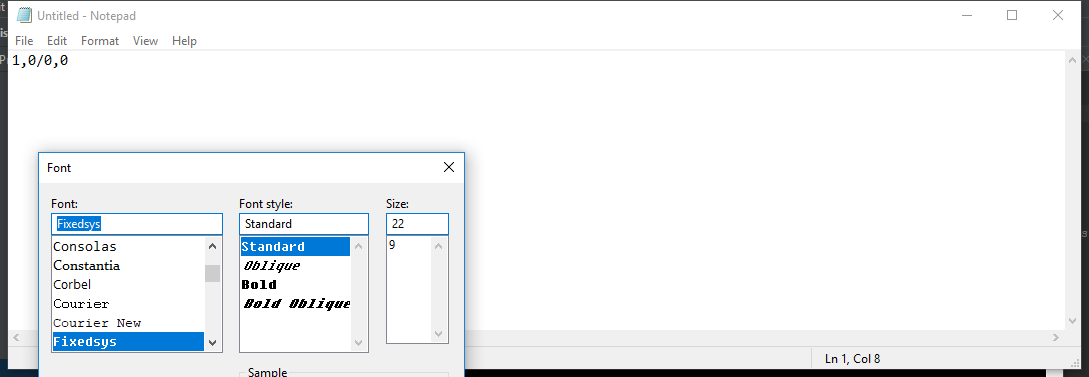 Untitled - Notepad
File Edit Format View Help
1,0/0,0
Font
Font: Font style: Size:
Fixedsys Standard 22
Consolas Standard 9
Constantia Oblique
Corbel Bold
Courier Bold Oblique
Courier New
Fixedsys
Ln 1, Col 8
Sample